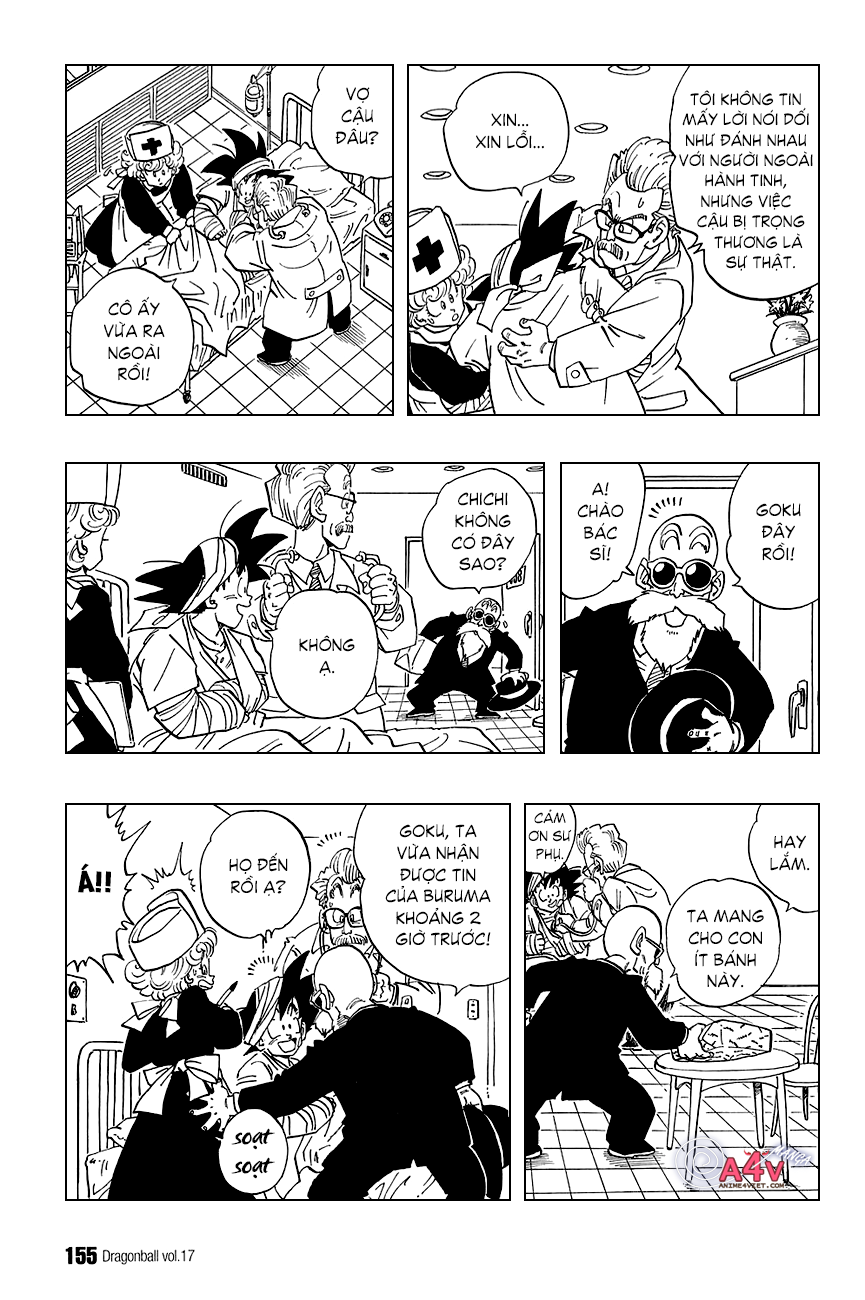 TÔI KHÔNG TIN
MẤY LỜI NÓI DỐI
NHƯ ĐÁNH NHAU
VỚI NGƯỜI NGOÀI
HÀNH TINH,
NHƯNG VIỆC
CẬU BỊ TRỌNG
THƯƠNG LÀ
SỰ THẬT.
XIN...
XIN LỖI...
VỢ
CẬU
ĐÂU?
CÔ ẤY
VỪA RA
NGOÀI
RỒI!
GOKU
ĐÂY
RỒI!
A!
CHÀO
BÁC
SĨ!
CHICHI
KHÔNG
CÓ ĐÂY
SAO?
KHÔNG
Ạ.
HAY
LẮM.
TA MANG
CHO CON
ÍT BÁNH
NÀY.
CÁM
ƠN SƯ
PHỤ.
GOKU, TA
VỪA NHẬN
ĐƯỢC TIN
CỦA BURUMA
KHOẢNG 2
GIỜ TRƯỚC!
HỌ ĐẾN
RỒI Ạ?
Á!!
soạt
soạt
A4V
ANIME4VIET.COM
155 Dragonball vol.17